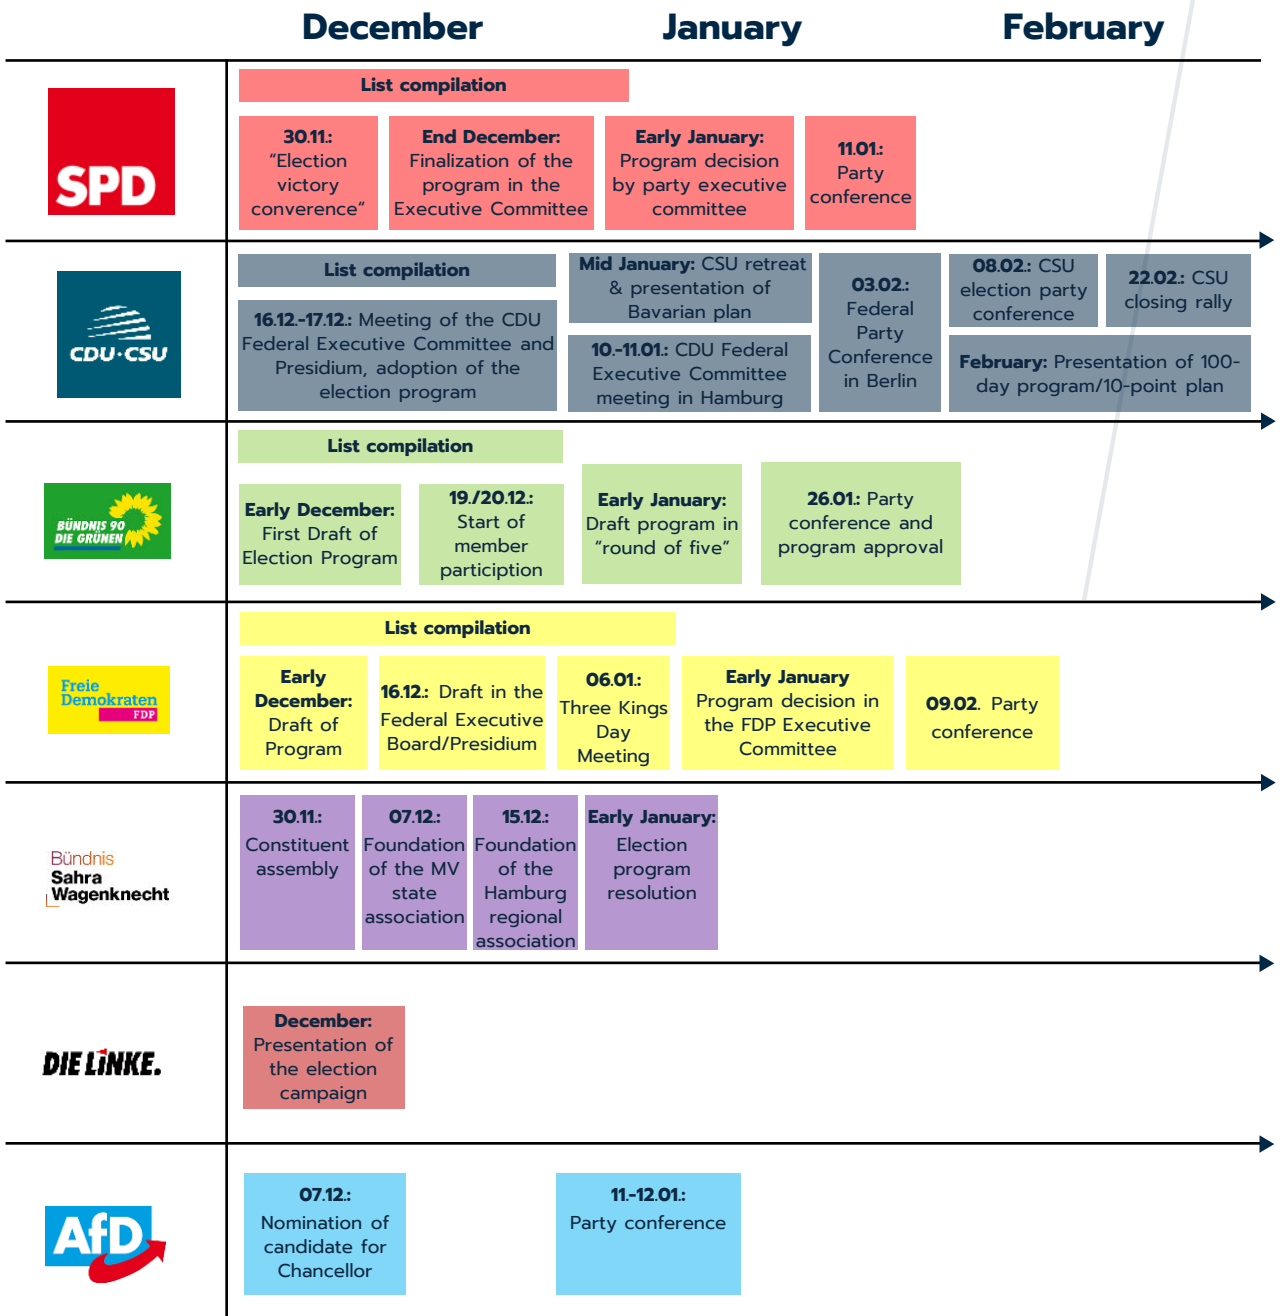 December January February
SPD
List compilation
30.11.:
"Election
victory
converence"
End December:
Finalization of the
program in the
Executive Committee
Early January:
Program decision
by party executive
committee
11.01.:
Party
conference
CDU·CSU
List compilation
16.12.-17.12.: Meeting of the CDU
Federal Executive Committee and
Presidium, adoption of the
election program
Mid January: CSU retreat
& presentation of
Bavarian plan
10.-11.01.: CDU Federal
Executive Committee
meeting in Hamburg
03.02.:
Federal
Party
Conference
in Berlin
08.02.: CSU
election party
conference
22.02.: CSU
closing rally
February: Presentation of 100-
day program/10-point plan
BÜNDNIS 90
DIE GRÜNEN
List compilation
Early December:
First Draft of
Election Program
19./20.12.:
Start of
member
particiption
Early January:
Draft program in
"round of five"
26.01.: Party
conference and
program approval
Freie
Demokraten
FDP
List compilation
Early
December:
Draft of
Program
16.12.: Draft in the
Federal Executive
Board/Presidium
06.01.:
Three Kings
Day
Meeting
Early January
Program decision in
the FDP Executive
Committee
09.02. Party
conference
Bündnis
Sahra
Wagenknecht
30.11.:
Constituent
assembly
07.12.:
Foundation
of the MV
state
association
15.12.:
Foundation
of the
Hamburg
regional
association
Early January:
Election
program
resolution
DIE LiNKE.
December:
Presentation of
the election
campaign
AfD
07.12.:
Nomination of
candidate for
Chancellor
11.-12.01.:
Party conference